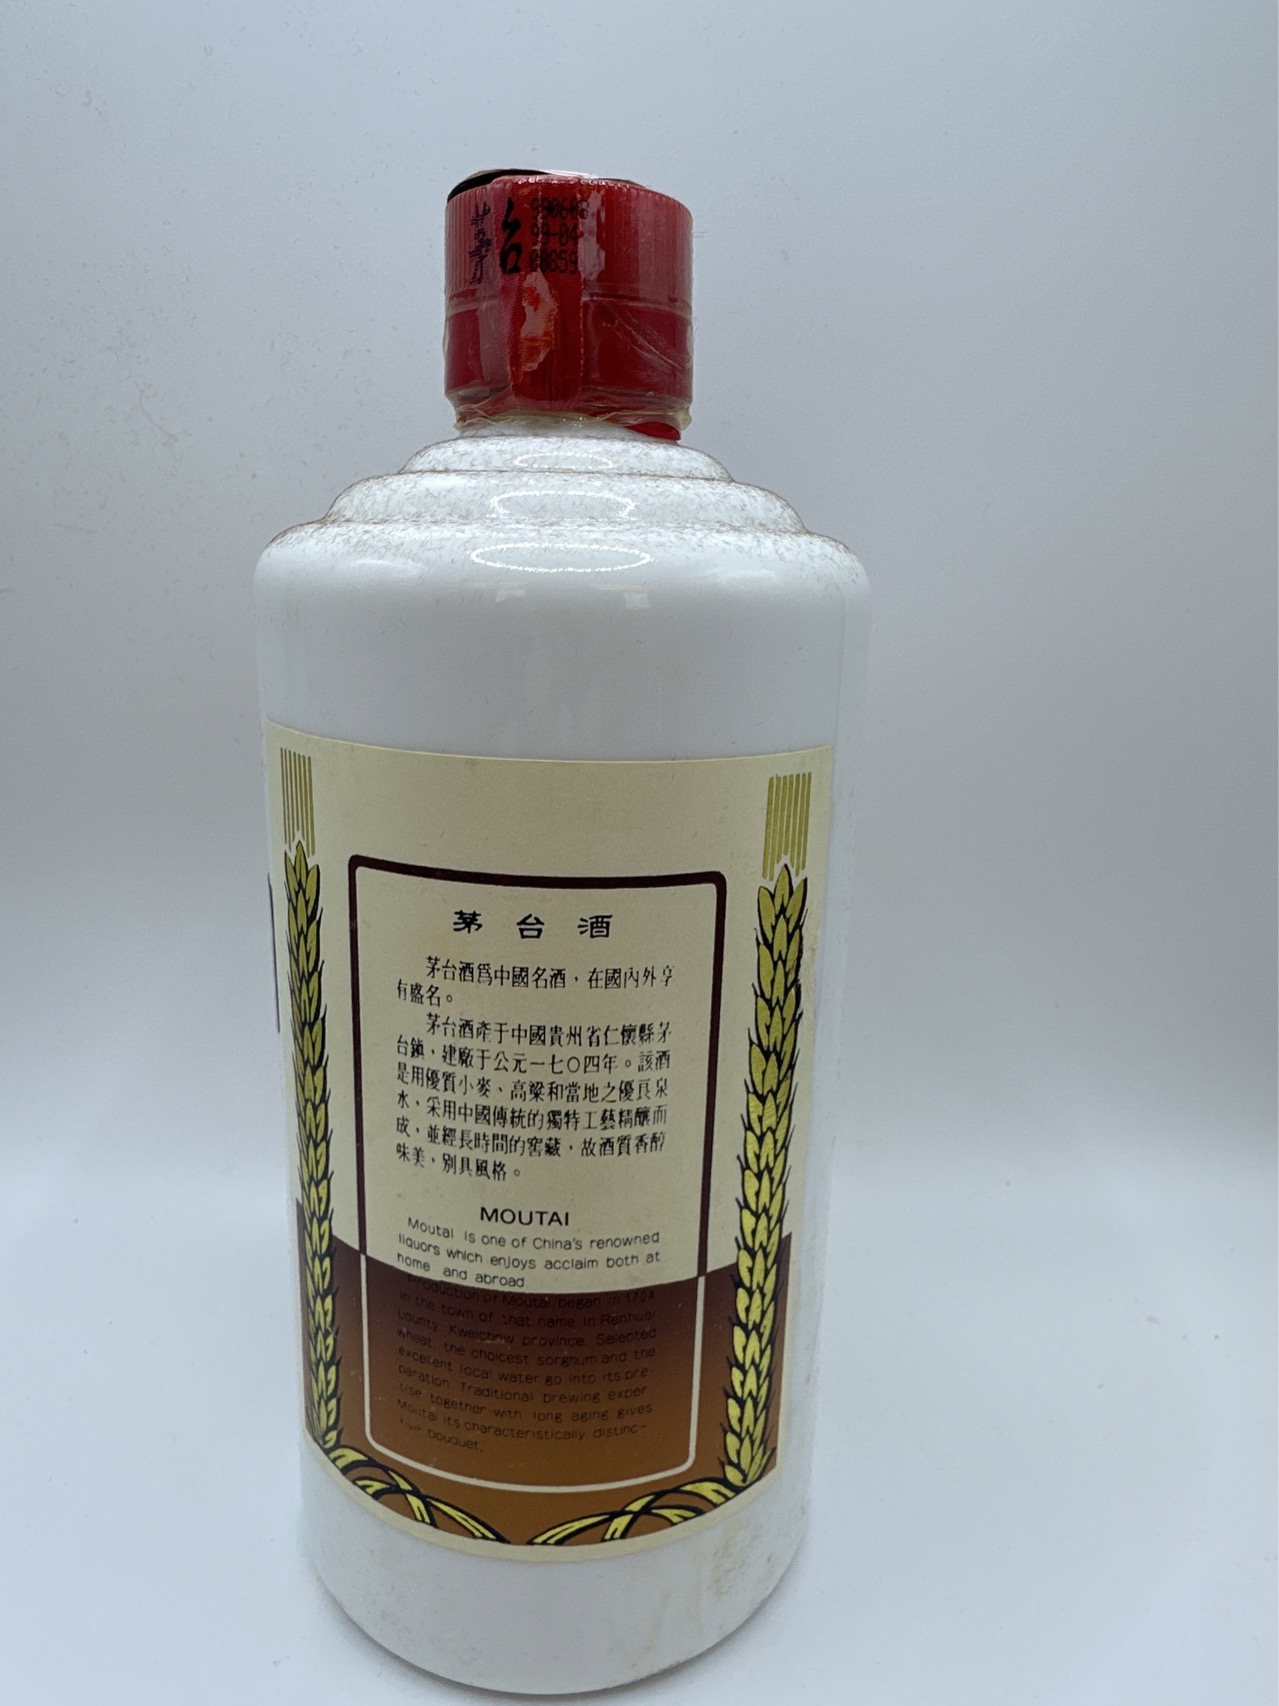 茅台
990608
99-04
00859
茅台酒
茅台酒爲中國名酒，在國內外享
有盛名。
茅台酒產于中國貴州省仁懷縣茅
台鎮，建廠于公元一七〇四年。該酒
是用優質小麥、高粱和當地之優良泉
水，采用中國傳統的獨特工藝精釀而
成，並經長時間的窖藏，故酒質香醇
味美，別具風格。
MOUTAI
Moutai is one of China's renowned
liquors which enjoys acclaim both at
home and abroad.
production of Moutai began in 1704
in the town of that name in Renhuai
County Kweichow province. Selected
wheat, the choicest sorghum and the
excellent local water go into its pre-
paration Traditional brewing exper-
tise together with long aging gives
Moutai its characteristically distinc-
tive bouquet.